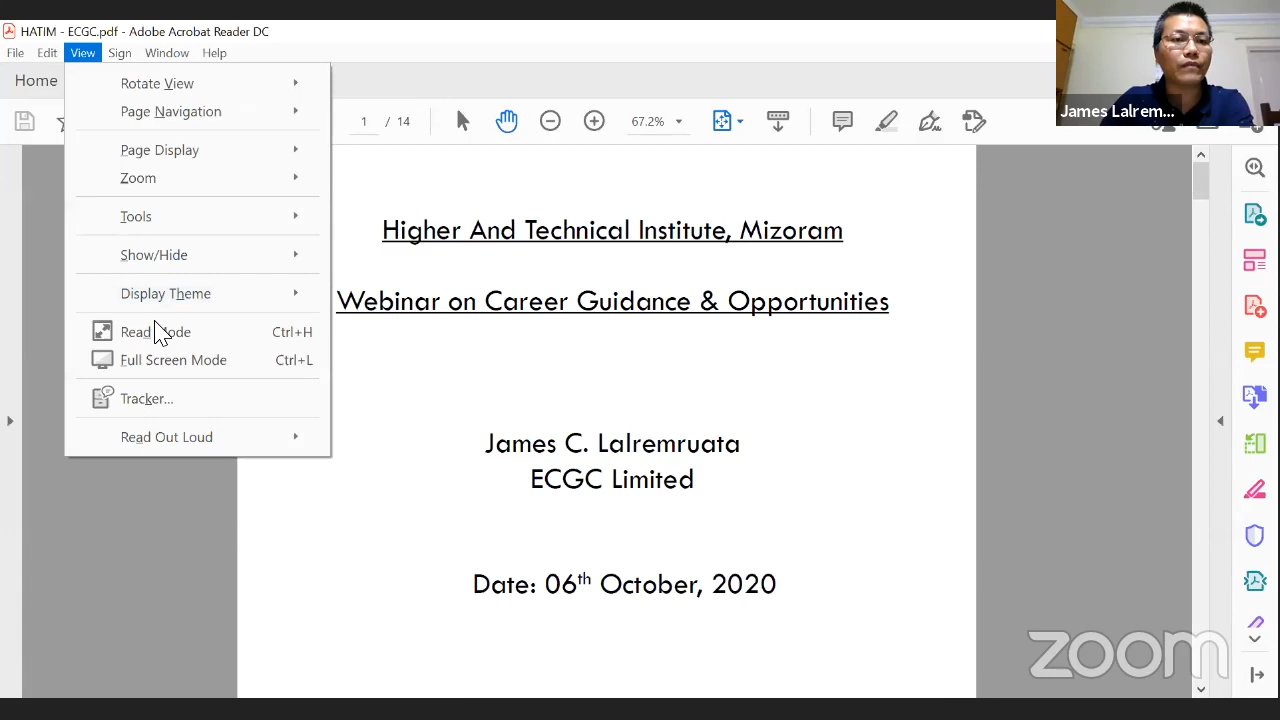 HATIM - ECGC.pdf - Adobe Acrobat Reader DC
File Edit View Sign Window Help
Home
Rotate View
Page Navigation
Page Display
Zoom
Tools
Show/Hide
Display Theme
Read Mode Ctrl+H
Full Screen Mode Ctrl+L
Tracker...
Read Out Loud
1 / 14
67.2%
James Lalrem...
Higher And Technical Institute, Mizoram
Webinar on Career Guidance & Opportunities
James C. Lalremruata
ECGC Limited
Date: 06th October, 2020
zoom